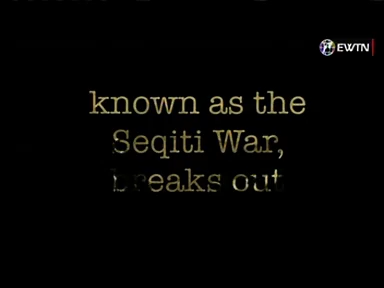 EWTN
known as the
Seqiti War,
breaks out